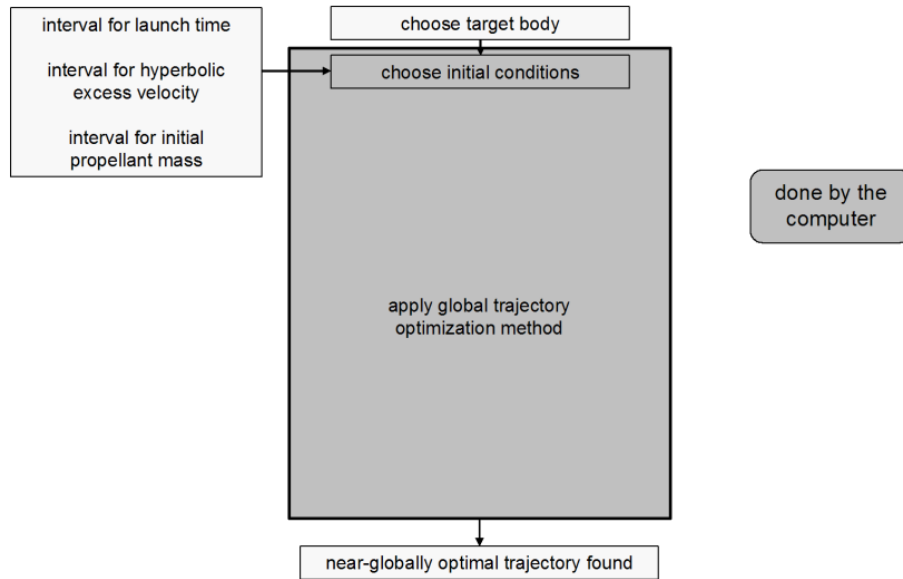 interval for launch time
interval for hyperbolic
excess velocity
interval for initial
propellant mass
choose target body
choose initial conditions
apply global trajectory
optimization method
near-globally optimal trajectory found
done by the
computer